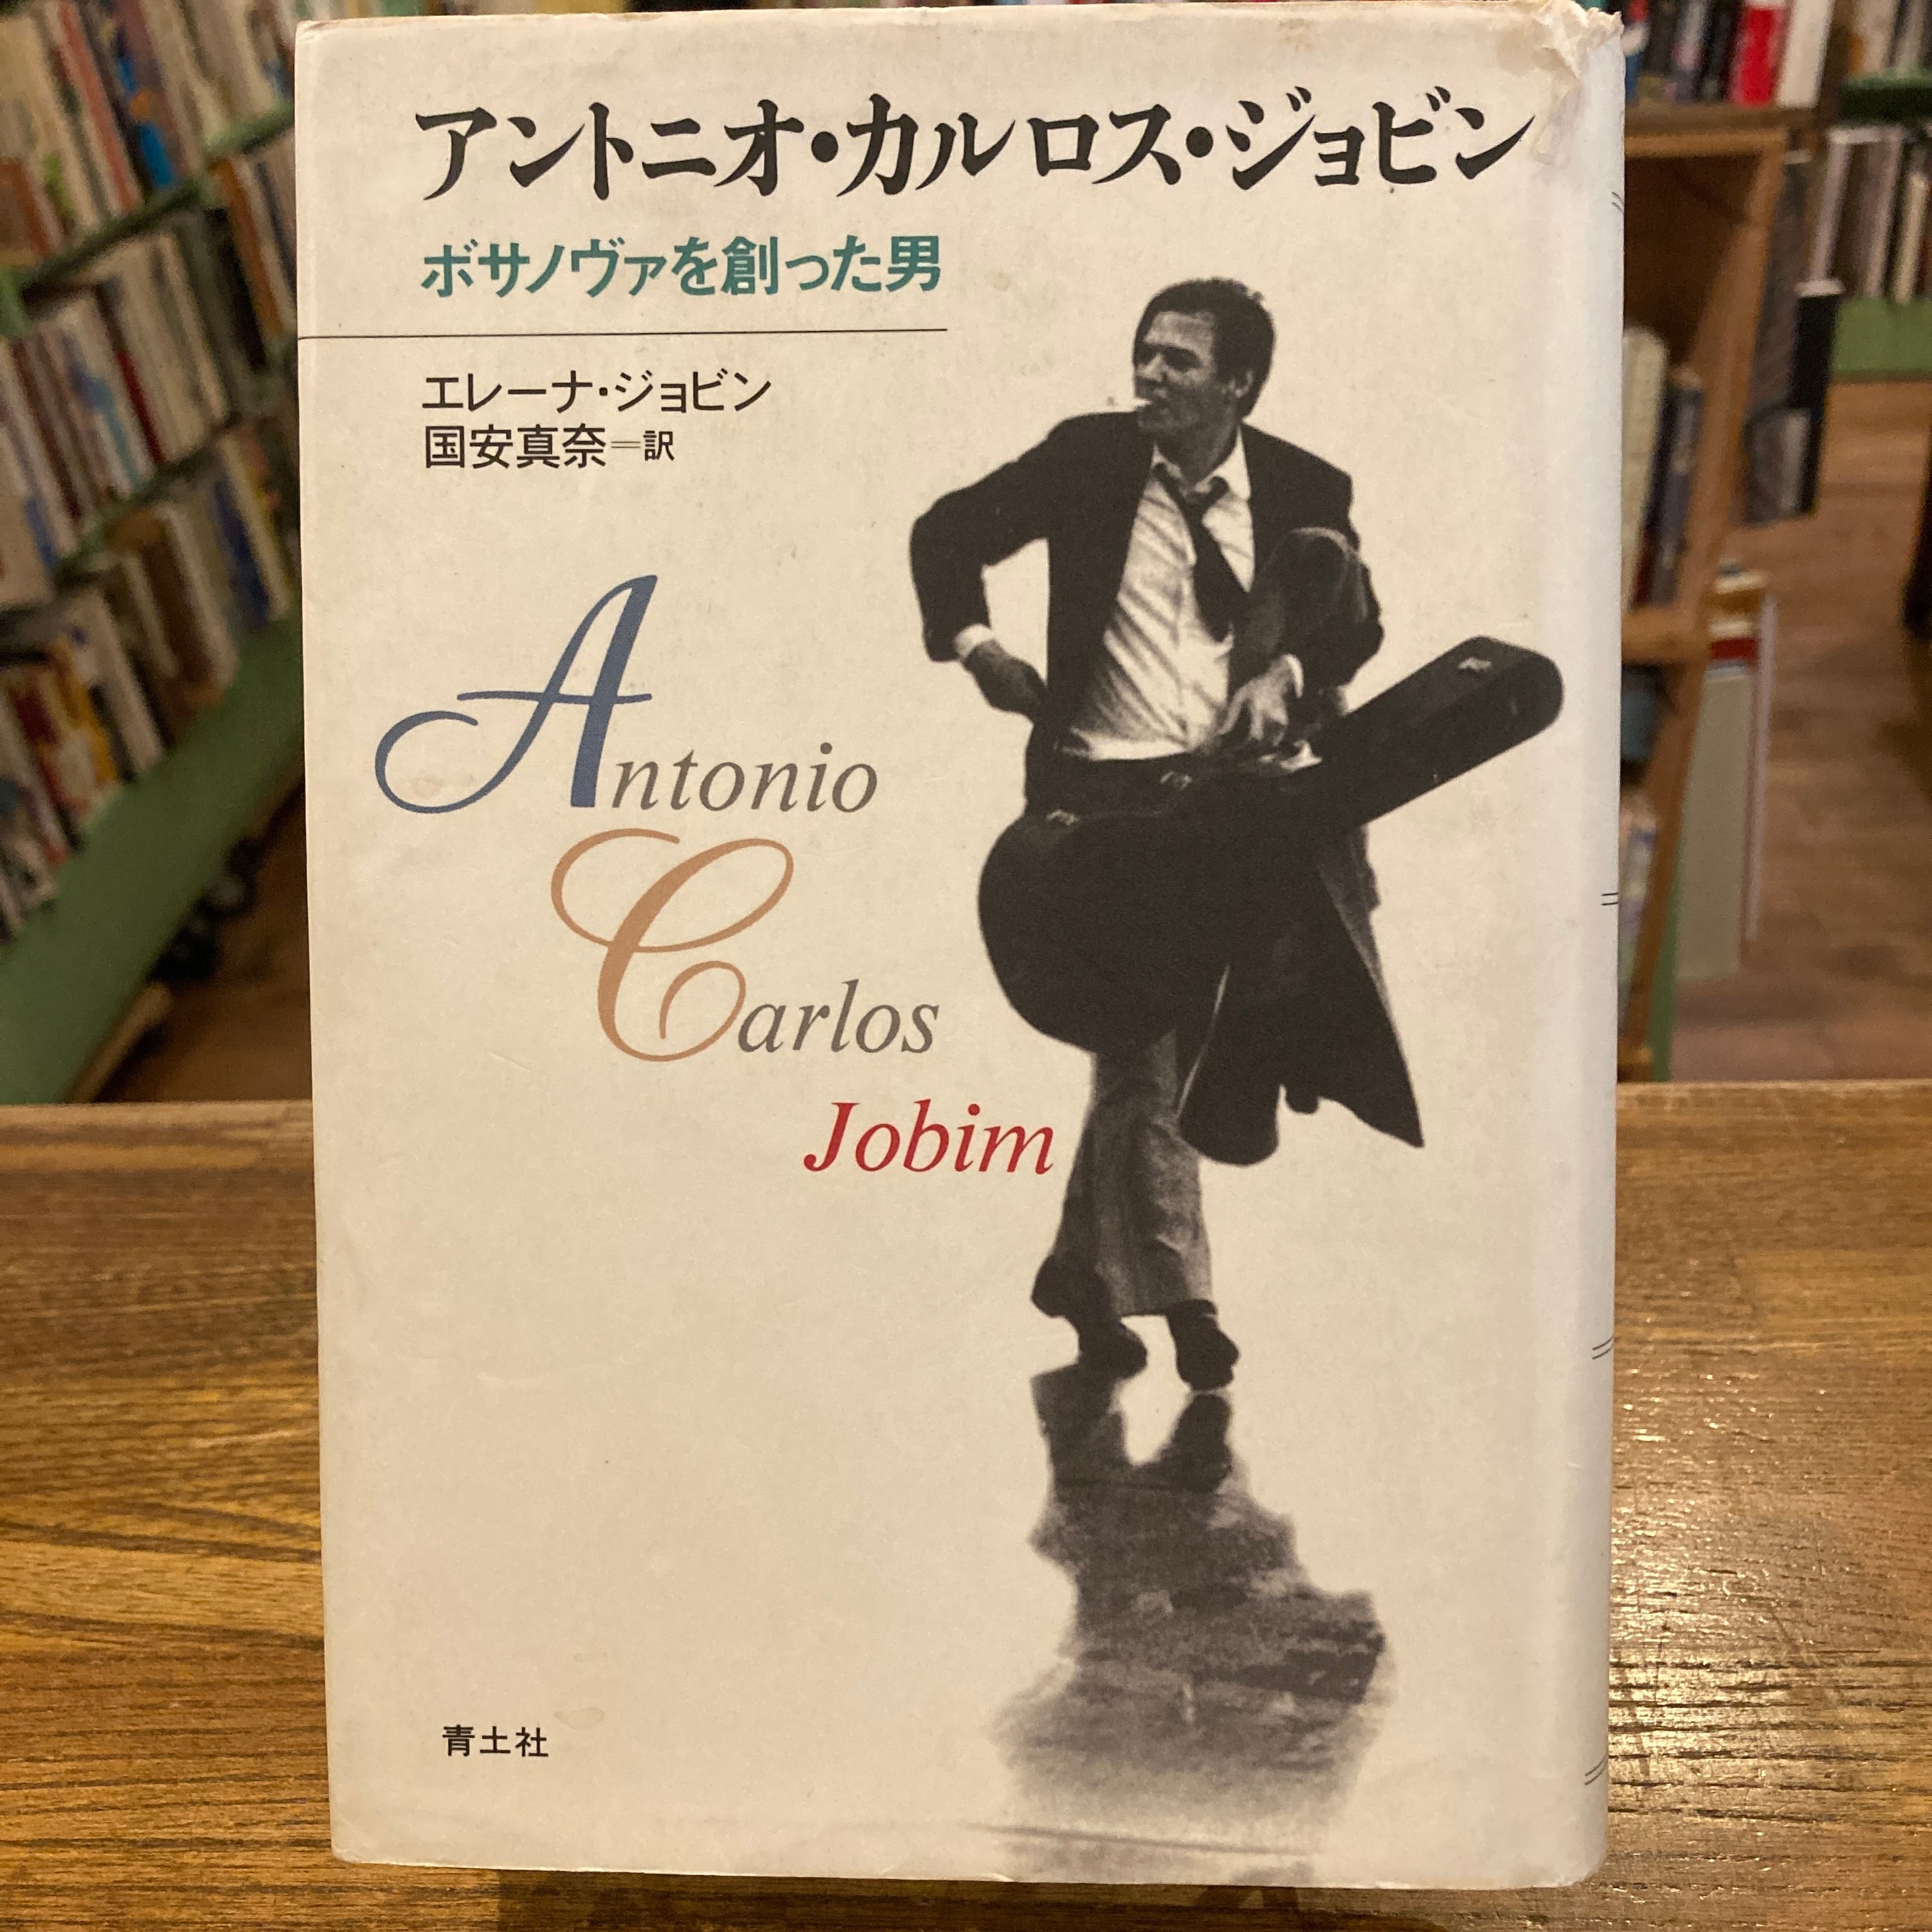 アントニオ・カルロス・ジョビン
ボサノヴァを創った男
エレーナ・ジョビン
国安真奈=訳
Antonio
Carlos
Jobim
青土社